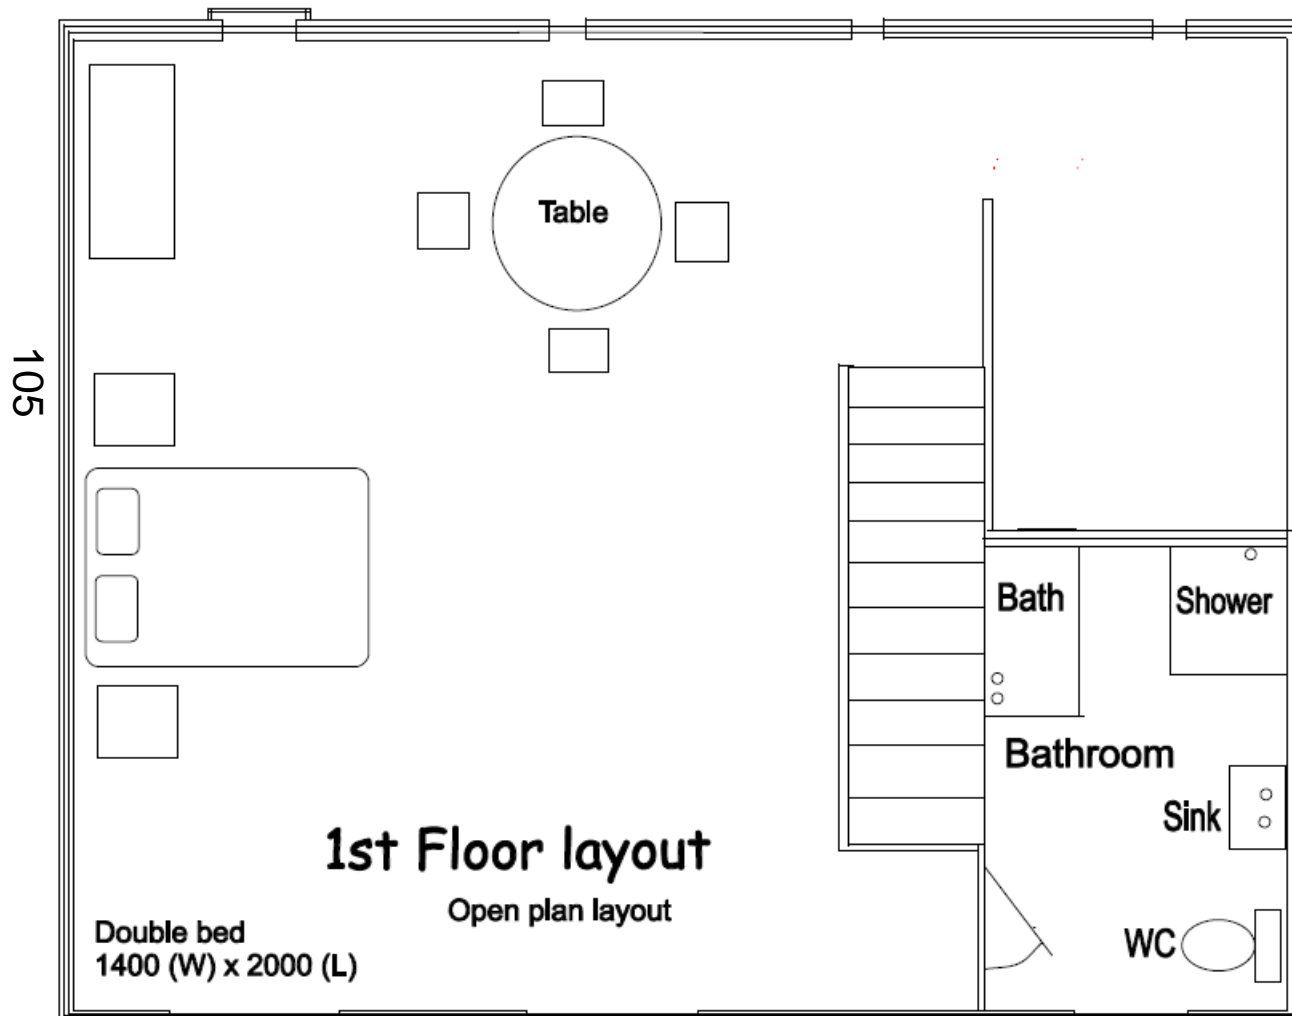 Table
105
Bath
Shower
Bathroom
Sink
1st Floor layout
Open plan layout
Double bed
1400 (W) x 2000 (L)
WC